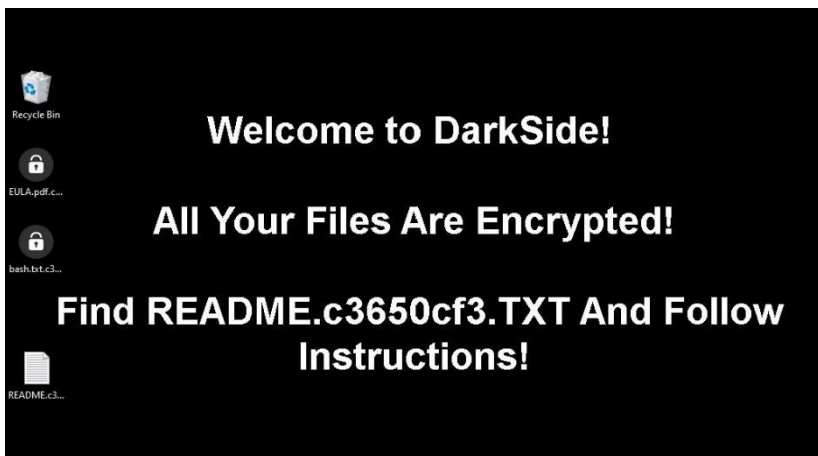 Recycle Bin
EULA.pdf.c...
bash.txt.c3...
README.c3...
Welcome to DarkSide!
All Your Files Are Encrypted!
Find README.c3650cf3.TXT And Follow
Instructions!